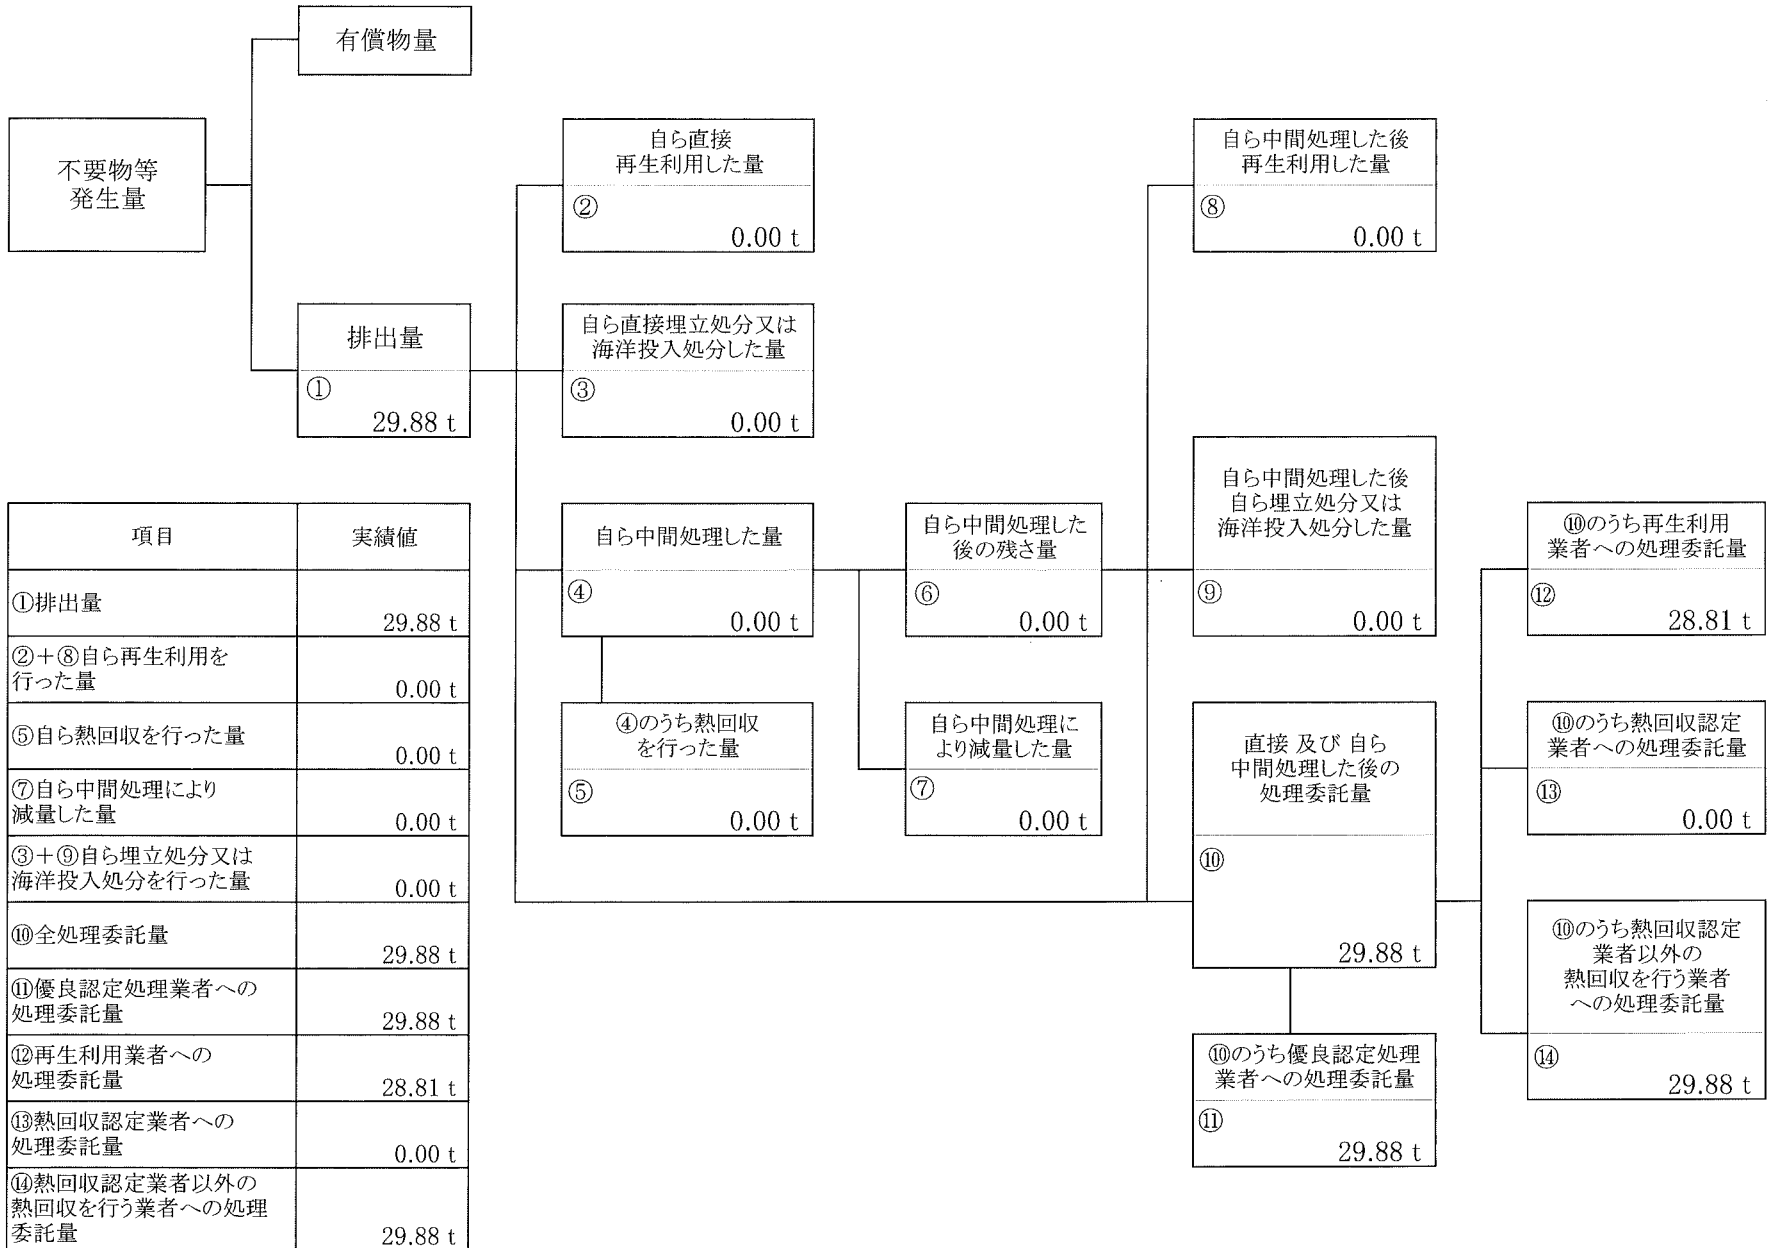 有償物量
不要物等
発生量
排出量
①
29.88 t
自ら直接
再生利用した量
②
0.00 t
自ら直接埋立処分又は
海洋投入処分した量
③
0.00 t
自ら中間処理した量
④
0.00 t
④のうち熱回収
を行った量
⑤
0.00 t
自ら中間処理した
後の残さ量
⑥
0.00 t
自ら中間処理に
より減量した量
⑦
0.00 t
自ら中間処理した後
再生利用した量
⑧
0.00 t
自ら中間処理した後
自ら埋立処分又は
海洋投入処分した量
⑨
0.00 t
直接 及び 自ら
中間処理した後の
処理委託量
⑩
29.88 t
⑩のうち優良認定処理
業者への処理委託量
⑪
29.88 t
⑩のうち再生利用
業者への処理委託量
⑫
28.81 t
⑩のうち熱回収認定
業者への処理委託量
⑬
0.00 t
⑩のうち熱回収認定
業者以外の
熱回収を行う業者
への処理委託量
⑭
29.88 t
項目 実績値
①排出量
29.88 t
②+⑧自ら再生利用を
行った量
0.00 t
⑤自ら熱回収を行った量
0.00 t
⑦自ら中間処理により
減量した量
0.00 t
③+⑨自ら埋立処分又は
海洋投入処分を行った量
0.00 t
⑩全処理委託量
29.88 t
⑪優良認定処理業者への
処理委託量
29.88 t
⑫再生利用業者への
処理委託量
28.81 t
⑬熱回収認定業者への
処理委託量
0.00 t
⑭熱回収認定業者以外の
熱回収を行う業者への処理
委託量
29.88 t